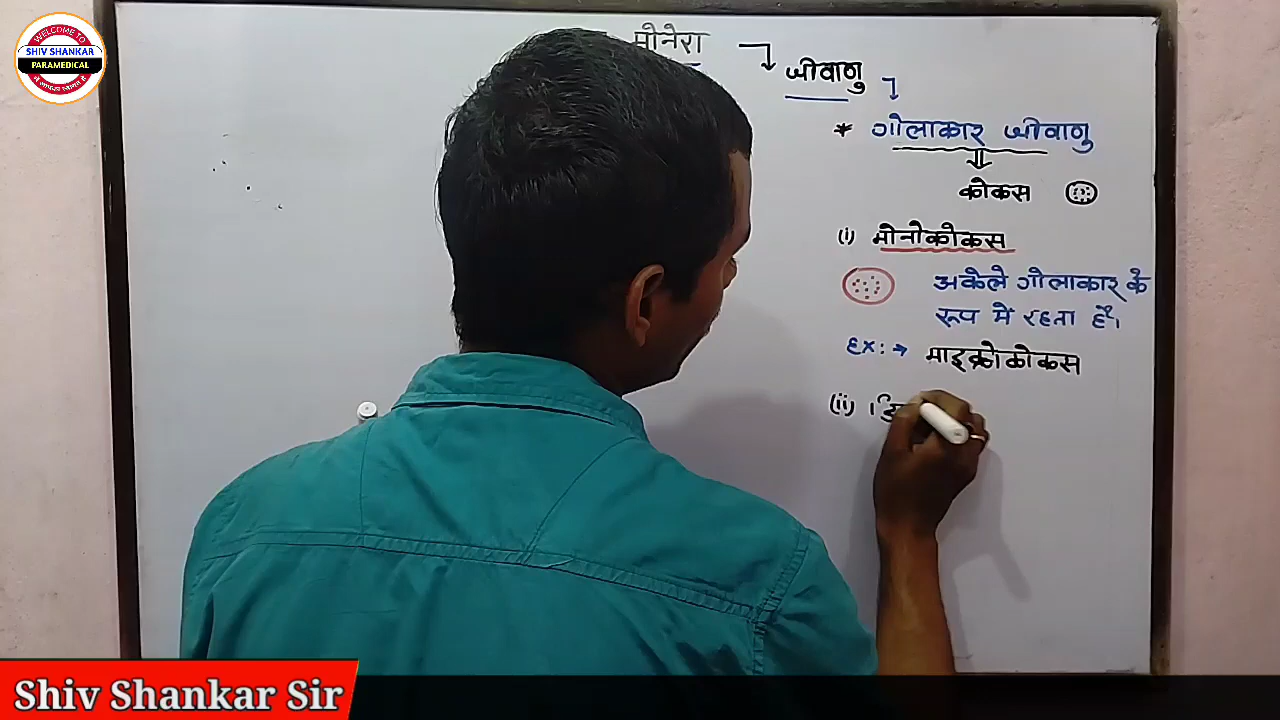 WELCOME TO
SHIV SHANKAR
PARAMEDICAL
मोनेरा
जीवाणु
* गोलाकार जीवाणु
कोकस
(i) मोनोकोकस
अकेले गोलाकार के
रूप में रहता है।
Ex: → माइक्रोकोकस
(ii)
Shiv Shankar Sir